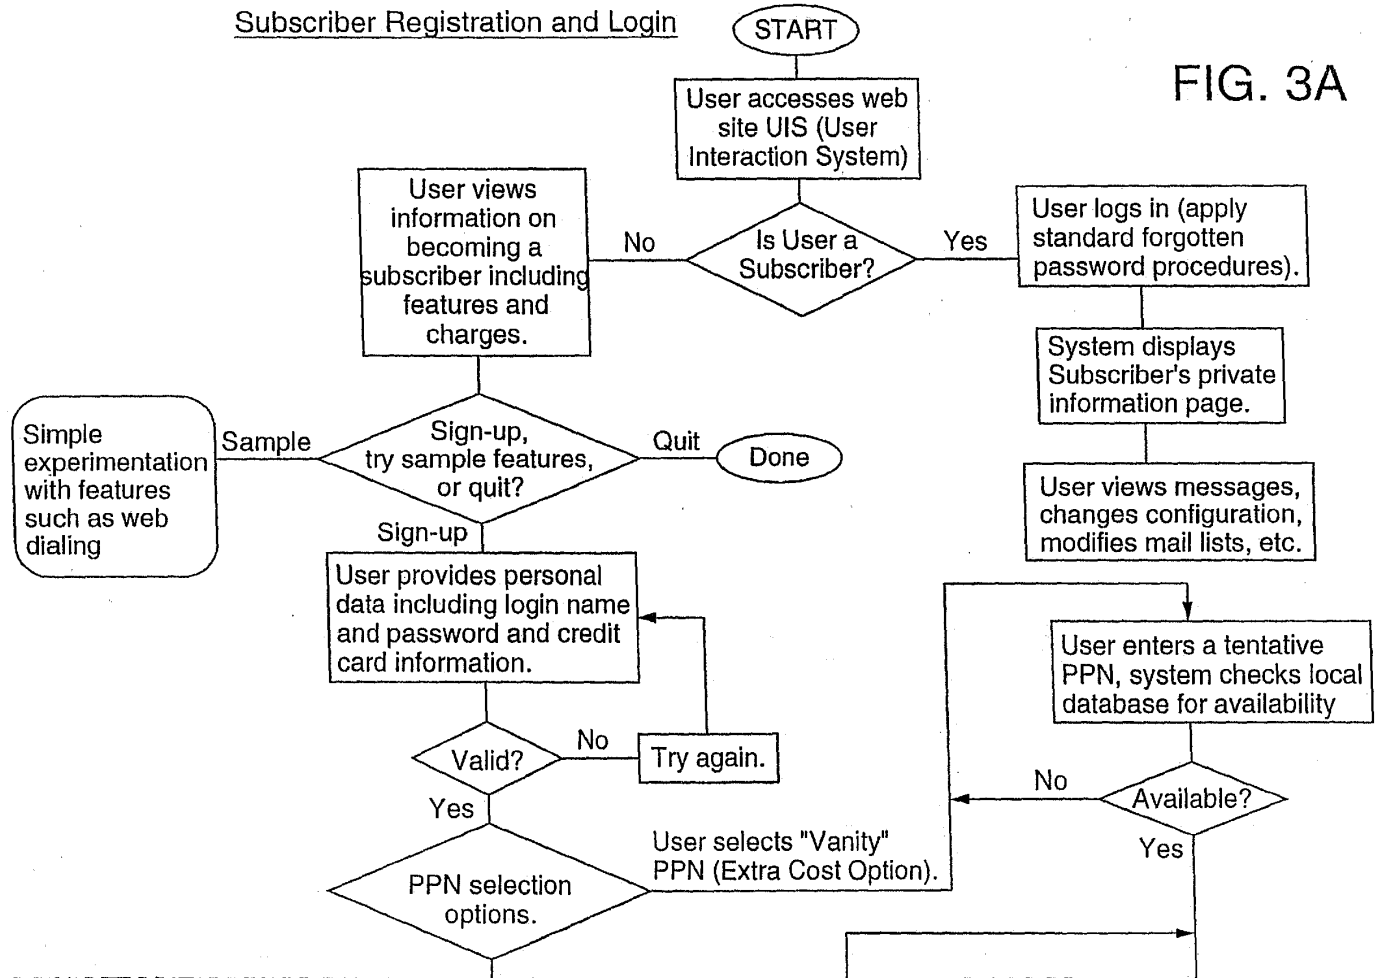 Subscriber Registration and Login
START
FIG. 3A
User accesses web
site UIS (User
Interaction System)
User views
information on
becoming a
subscriber including
features and
charges.
No
Is User a
Subscriber?
Yes
User logs in (apply
standard forgotten
password procedures).
System displays
Subscriber's private
information page.
User views messages,
changes configuration,
modifies mail lists, etc.
Simple
experimentation
with features
such as web
dialing
Sample
Sign-up,
try sample features,
or quit?
Quit
Done
Sign-up
User provides personal
data including login name
and password and credit
card information.
Valid?
No
Try again.
Yes
PPN selection
options.
User selects "Vanity"
PPN (Extra Cost Option).
User enters a tentative
PPN, system checks local
database for availability
Available?
No
Yes